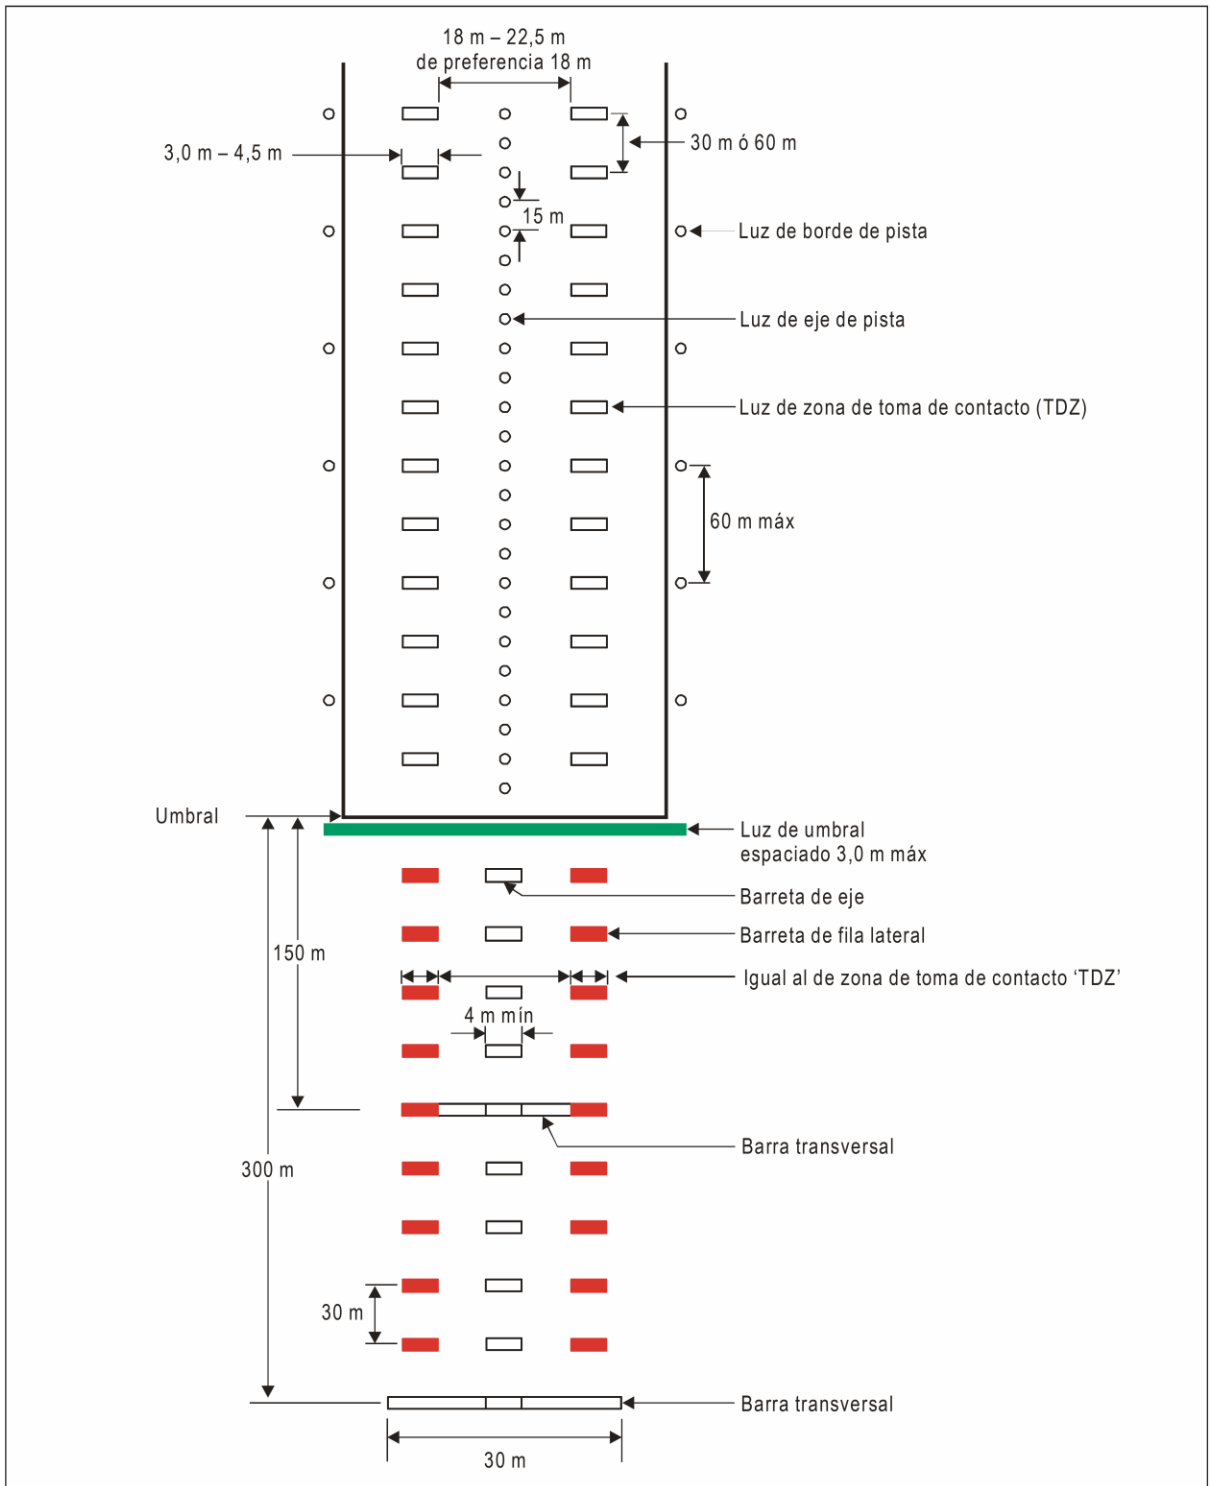 18 m – 22,5 m
de preferencia 18 m
30 m ó 60 m
3,0 m – 4,5 m
15 m
Luz de borde de pista
Luz de eje de pista
Luz de zona de toma de contacto (TDZ)
60 m máx
Umbral
Luz de umbral
espaciado 3,0 m máx
Barreta de eje
Barreta de fila lateral
150 m
Igual al de zona de toma de contacto ‘TDZ’
4 m mín
Barra transversal
300 m
30 m
Barra transversal
30 m